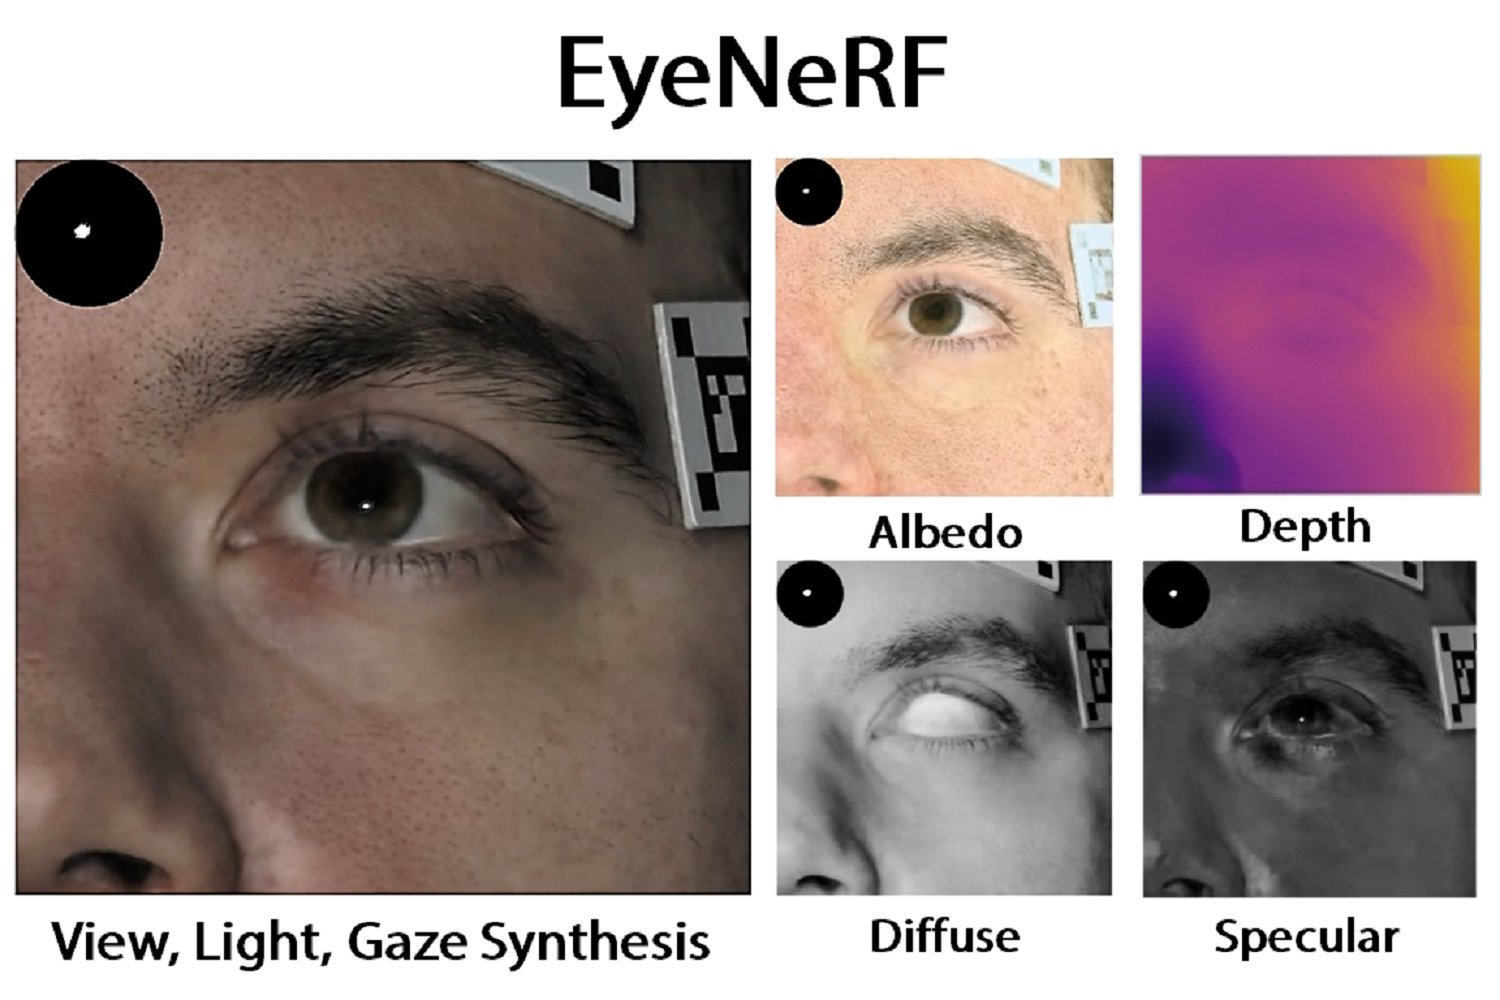 EyeNeRF
View, Light, Gaze Synthesis
Albedo
Depth
Diffuse
Specular